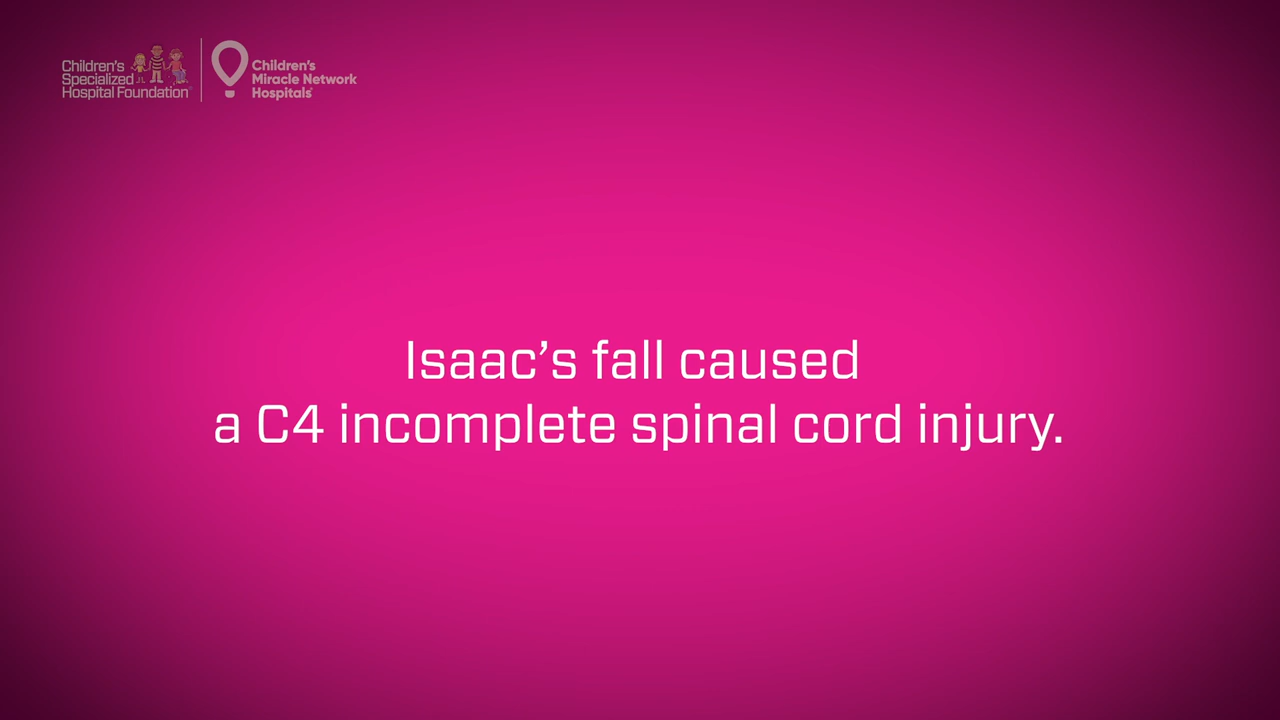 Children's
Specialized
Hospital Foundation
Children's
Miracle Network
Hospitals
Isaac’s fall caused
a C4 incomplete spinal cord injury.